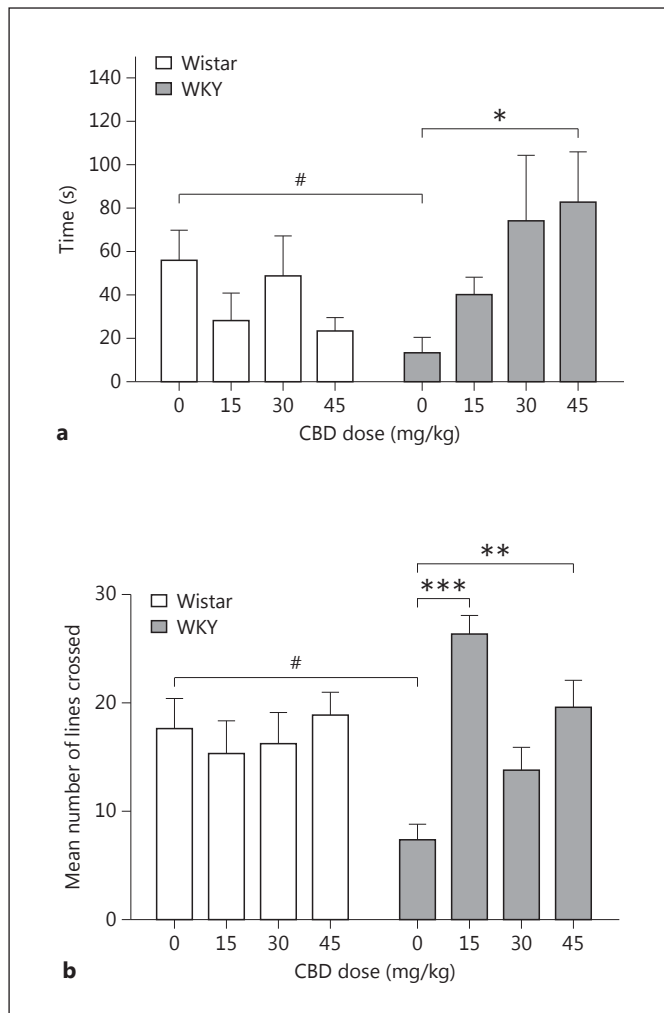 Wistar
WKY
140
120
100
80
60
40
20
0
Time (s)
#
*
0 15 30 45 0 15 30 45
CBD dose (mg/kg)
a
Wistar
WKY
30
20
10
0
Mean number of lines crossed
#
***
**
0 15 30 45 0 15 30 45
CBD dose (mg/kg)
b